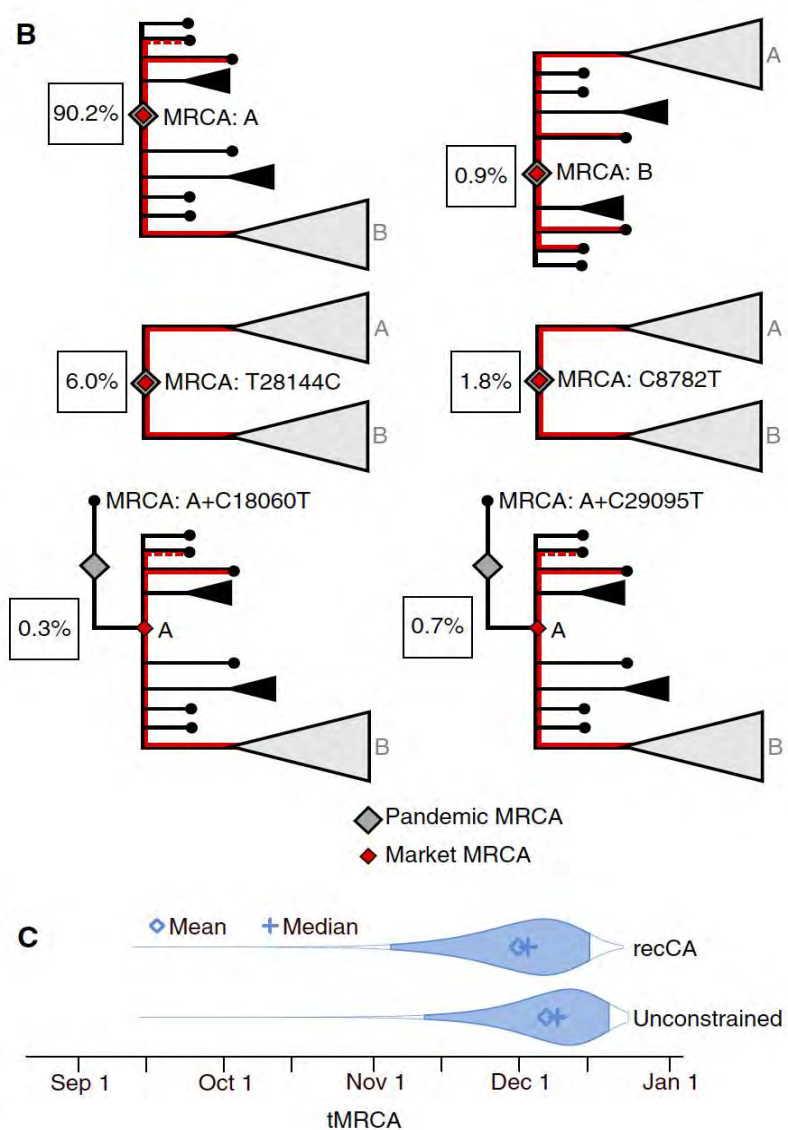 B
A
90.2%
MRCA: A
0.9%
MRCA: B
B
A
A
6.0%
MRCA: T28144C
1.8%
MRCA: C8782T
B
B
MRCA: A+C18060T
MRCA: A+C29095T
0.3%
A
0.7%
A
B
B
Pandemic MRCA
Market MRCA
C
Mean
Median
recCA
Unconstrained
Sep 1
Oct 1
Nov 1
Dec 1
Jan 1
tMRCA